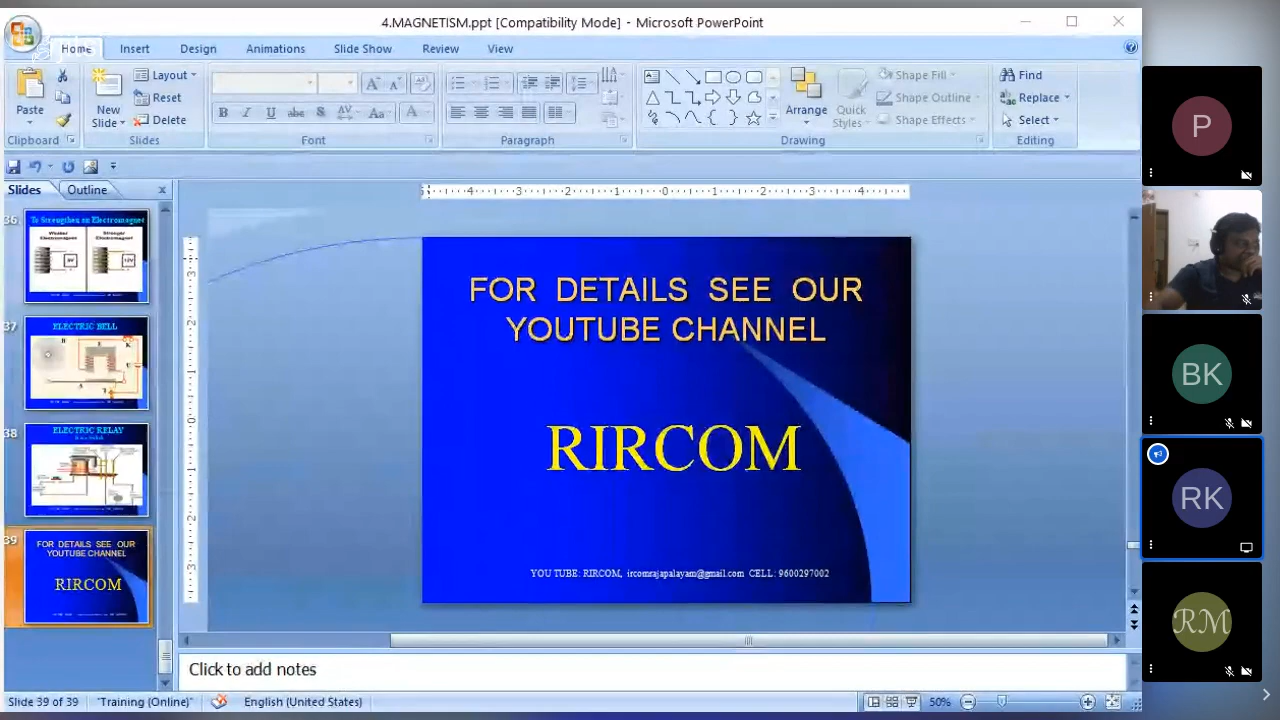 4.MAGNETISM.ppt [Compatibility Mode] - Microsoft PowerPoint
Home Insert Design Animations Slide Show Review View
Paste
New Slide
Layout
Reset
Delete
Shape Fill
Shape Outline
Shape Effects
Arrange
Quick Styles
Find
Replace
Select
Clipboard Slides Font Paragraph Drawing Editing
Slides Outline
36
To Strengthen an Electromagnet
Weaker Electromagnet
Stronger Electromagnet
37
ELECTRIC BELL
38
ELECTRIC RELAY
39
FOR DETAILS SEE OUR
YOUTUBE CHANNEL
RIRCOM
FOR DETAILS SEE OUR
YOUTUBE CHANNEL
RIRCOM
YOU TUBE: RIRCOM, ircomrajapalayam@gmail.com CELL: 9600297002
Click to add notes
Slide 39 of 39 "Training (Online)" English (United States) 50%
P
BK
RK
RM